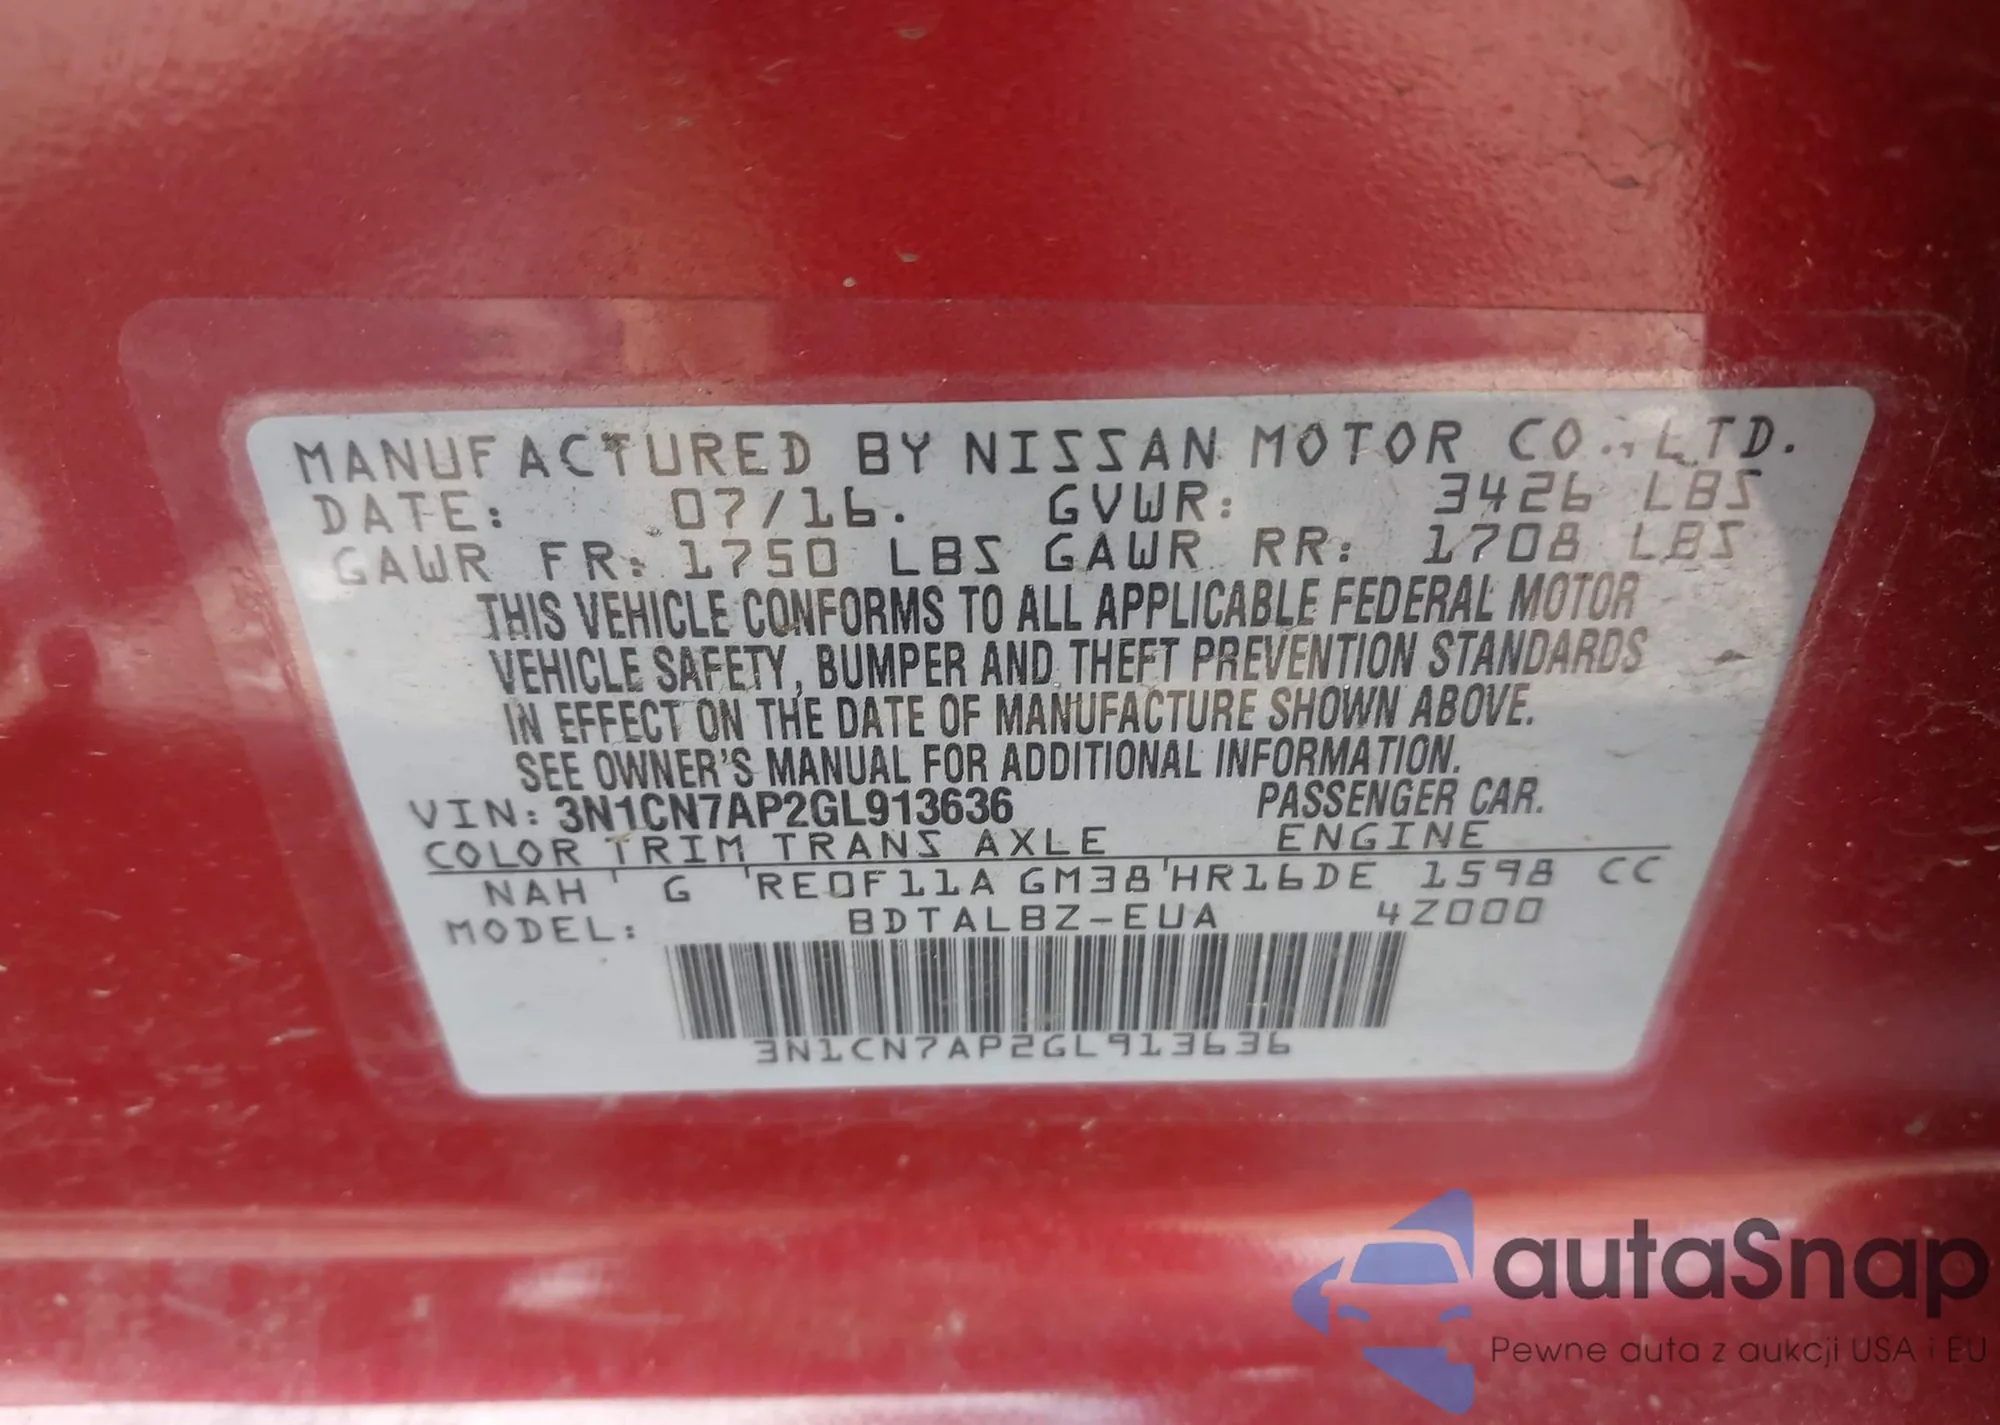 MANUFACTURED BY NISSAN MOTOR CO., LTD.
DATE: 07/16. GVWR: 3426 LBS
GAWR FR: 1750 LBS GAWR RR: 1708 LBS
THIS VEHICLE CONFORMS TO ALL APPLICABLE FEDERAL MOTOR
VEHICLE SAFETY, BUMPER AND THEFT PREVENTION STANDARDS
IN EFFECT ON THE DATE OF MANUFACTURE SHOWN ABOVE.
SEE OWNER'S MANUAL FOR ADDITIONAL INFORMATION.
VIN: 3N1CN7AP2GL913636 PASSENGER CAR.
COLOR TRIM TRANS AXLE ENGINE
NAH ' G ' RE0F11A GM38 ' HR16DE 1598 CC
MODEL: BDTALBZ-EUA 4Z000
3N1CN7AP2GL913636
autaSnap
Pewne auta z aukcji USA i EU